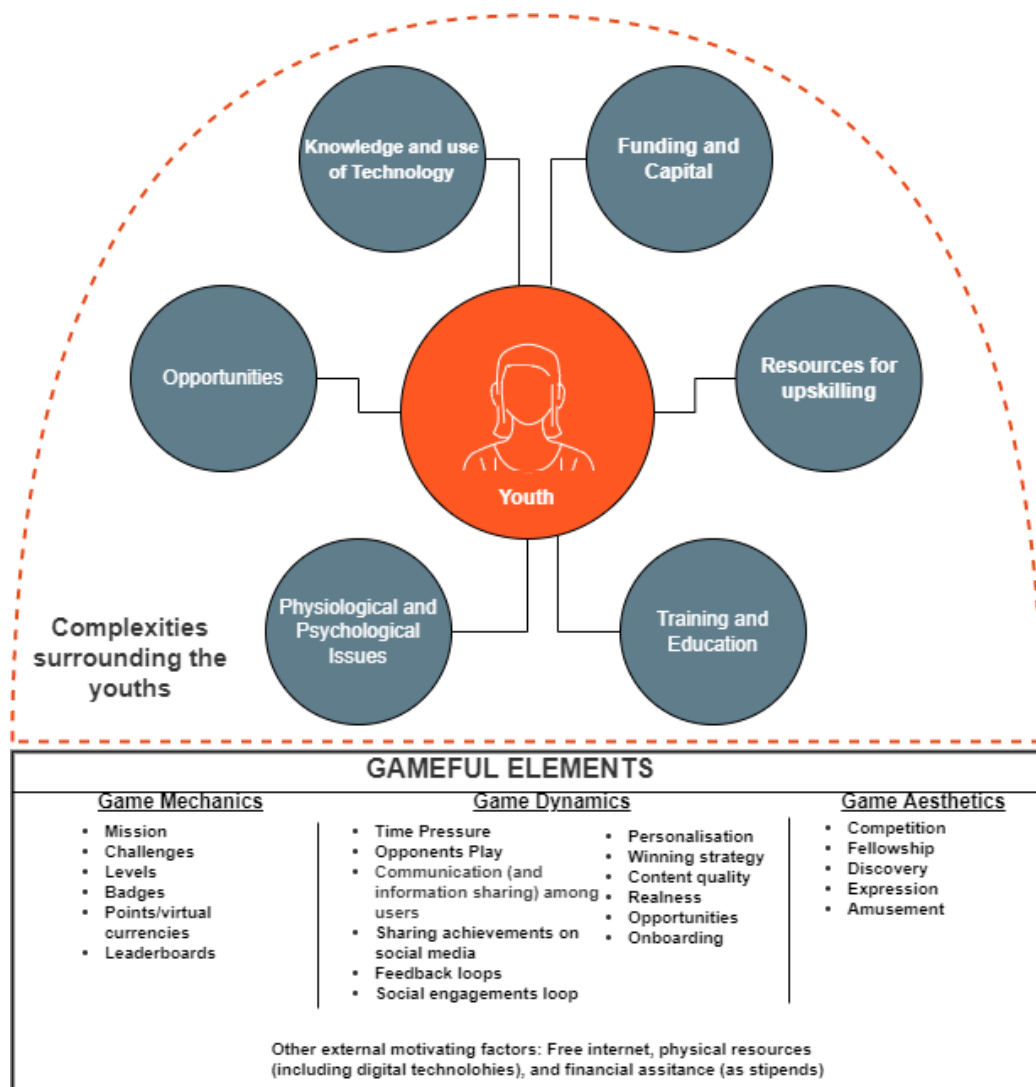 Knowledge and use
of Technology
Funding and
Capital
Opportunities
Resources for
upskilling
Youth
Physiological and
Psychological
Issues
Training and
Education
Complexities
surrounding the
youths
GAMEFUL ELEMENTS
Game Mechanics
• Mission
• Challenges
• Levels
• Badges
• Points/virtual
currencies
• Leaderboards
Game Dynamics
• Time Pressure
• Opponents Play
• Communication (and
information sharing) among
users
• Sharing achievements on
social media
• Feedback loops
• Social engagements loop
• Personalisation
• Winning strategy
• Content quality
• Realness
• Opportunities
• Onboarding
Game Aesthetics
• Competition
• Fellowship
• Discovery
• Expression
• Amusement
Other external motivating factors: Free internet, physical resources
(including digital technolohies), and financial assitance (as stipends)